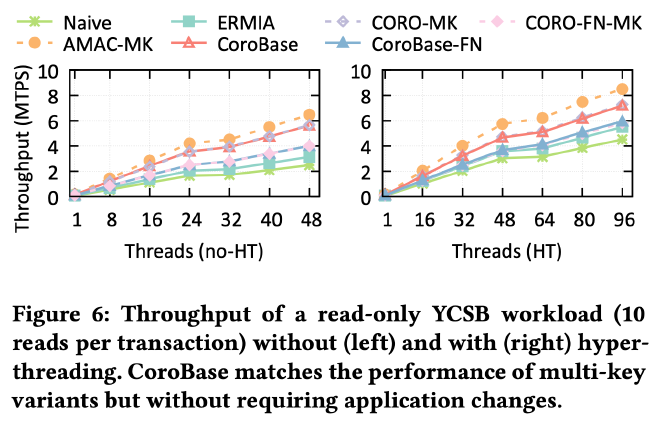 Naive ERMIA CORO-MK CORO-FN-MK
AMAC-MK CoroBase CoroBase-FN
Throughput (MTPS)
10
8
6
4
2
0
1 8 16 24 32 40 48
Threads (no-HT)
10
8
6
4
2
0
1 16 32 48 64 80 96
Threads (HT)
Figure 6: Throughput of a read-only YCSB workload (10
reads per transaction) without (left) and with (right) hyper-
threading. CoroBase matches the performance of multi-key
variants but without requiring application changes.